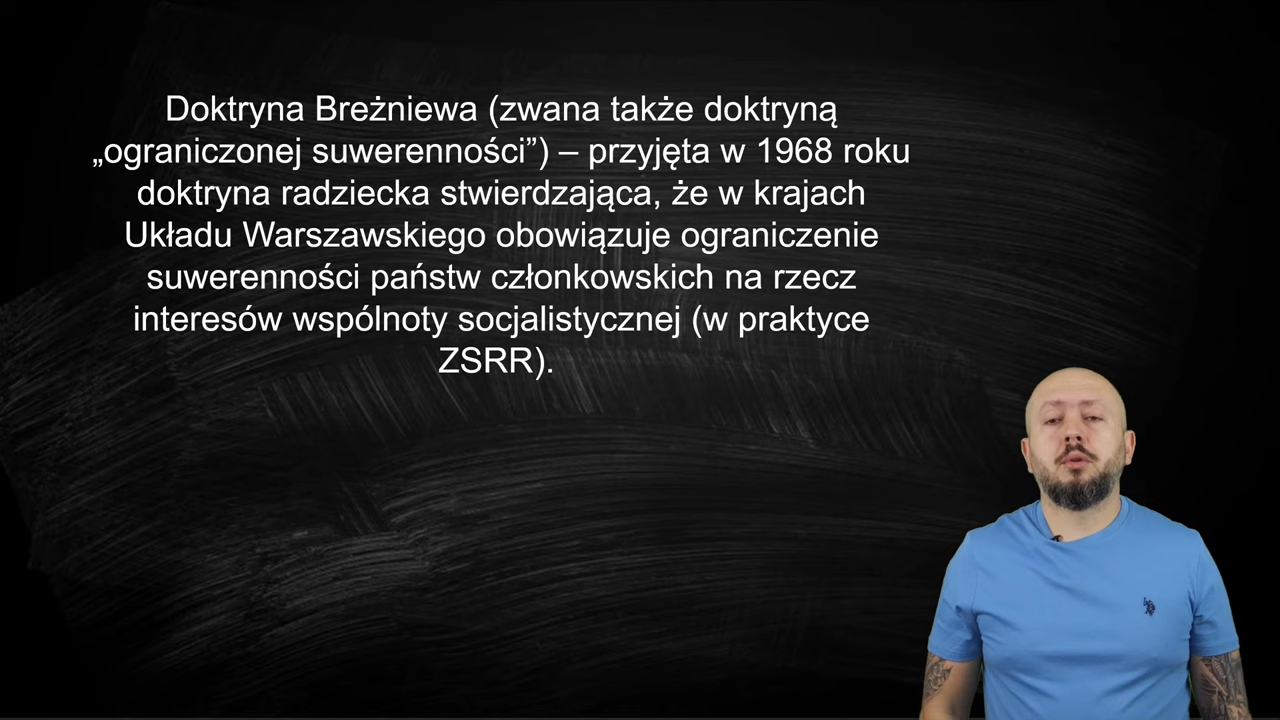 Doktryna Breżniewa (zwana także doktryną
„ograniczonej suwerenności”) – przyjęta w 1968 roku
doktryna radziecka stwierdzająca, że w krajach
Układu Warszawskiego obowiązuje ograniczenie
suwerenności państw członkowskich na rzecz
interesów wspólnoty socjalistycznej (w praktyce
ZSRR).